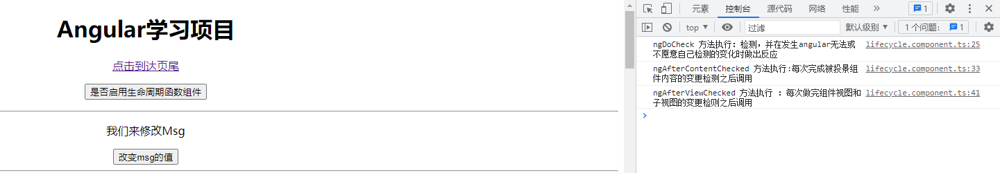 Angular学习项目
点击到达页尾
是否启用生命周期函数组件
我们来修改Msg
改变msg的值
元素 控制台 源代码 网络 性能 » 1
top ▼ 过滤 默认级别 ▼ 1 个问题: 1
ngDoCheck 方法执行: 检测,并在发生angular无法或 lifecycle.component.ts:25
不愿意自己检测的变化时做出反应
ngAfterContentChecked 方法执行:每次完成被投景组 lifecycle.component.ts:33
件内容的变更检测之后调用
ngAfterViewChecked 方法执行 : 每次做完组件视图和 lifecycle.component.ts:41
子视图的变更检则之后调用